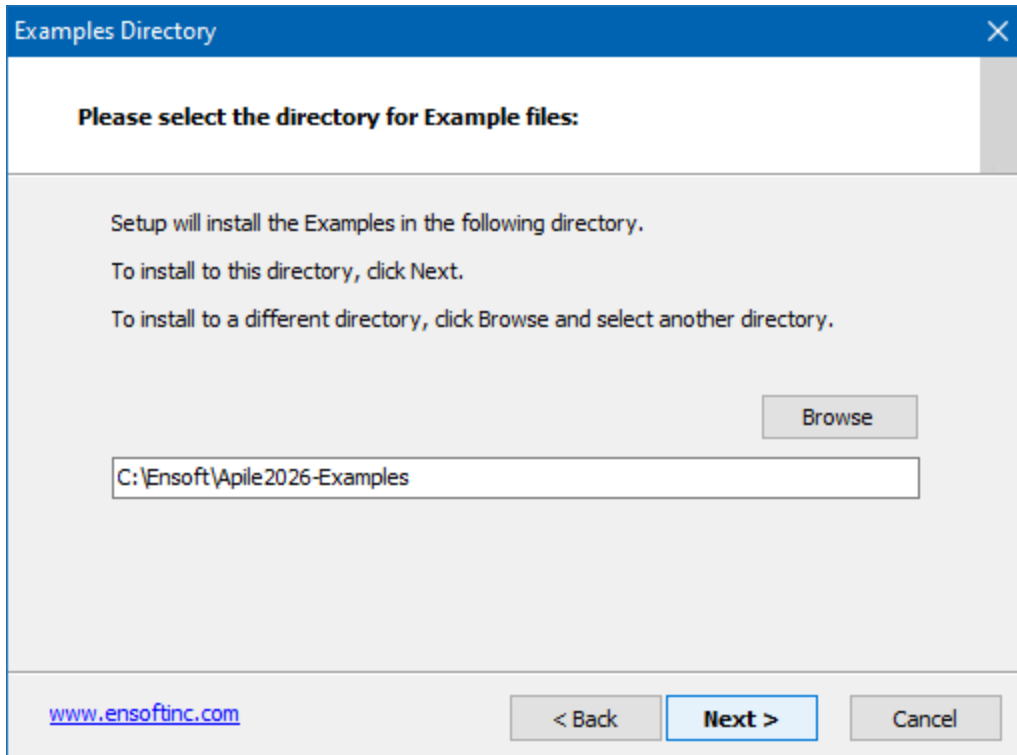 Examples Directory
Please select the directory for Example files:
Setup will install the Examples in the following directory.
To install to this directory, click Next.
To install to a different directory, click Browse and select another directory.
Browse
C:\Ensoft\Apile2026-Examples
www.ensoftinc.com
< Back
Next >
Cancel